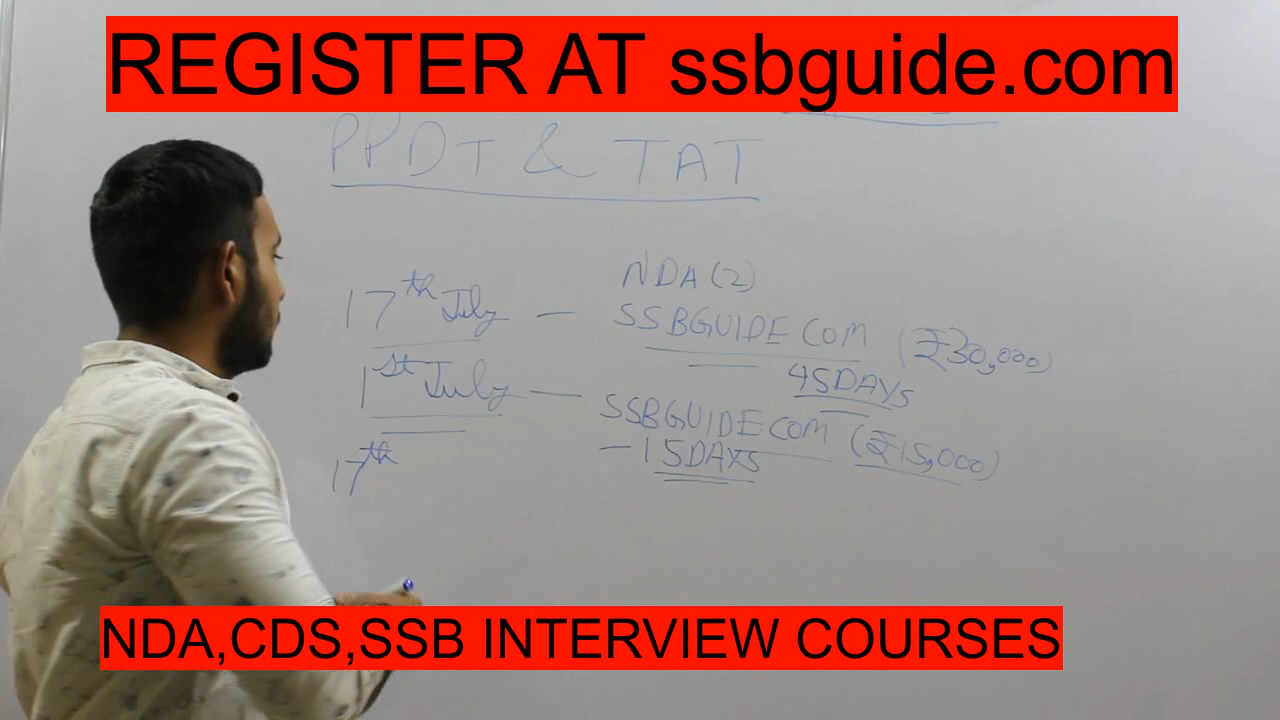 REGISTER AT ssbguide.com
PPDT & TAT
17th July — NDA(2)
SSBGUIDE COM (₹30,000)
45DAYS
1st July — SSBGUIDE.COM (₹15,000)
– 15DAYS
17th
NDA,CDS,SSB INTERVIEW COURSES